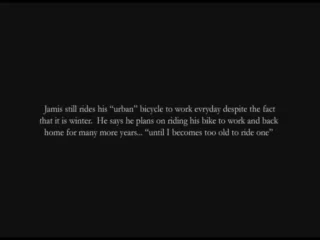 Jamis still rides his “urban” bicycle to work evryday despite the fact
that it is winter.  He says he plans on riding his bike to work and back
home for many more years... “until I becomes too old to ride one”